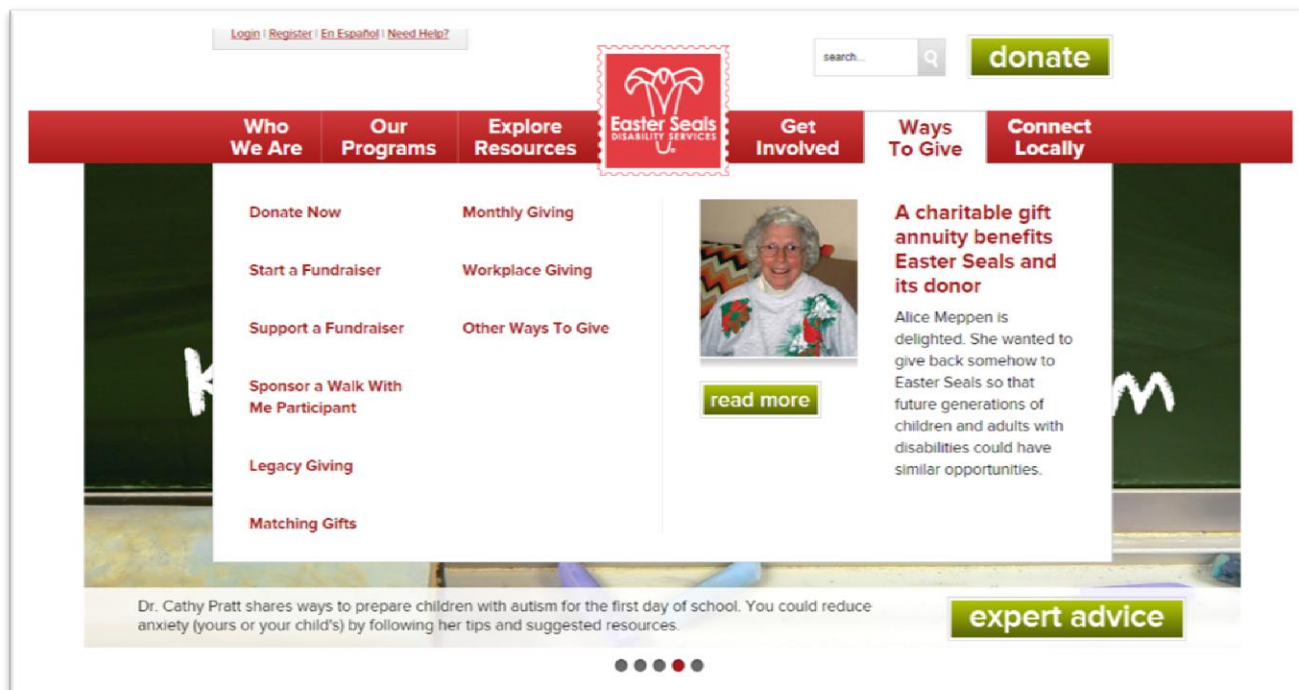 Login | Register | En Español | Need Help?
search...
donate
Who
We Are
Our
Programs
Explore
Resources
Easter Seals
DISABILITY SERVICES
Get
Involved
Ways
To Give
Connect
Locally
Donate Now
Start a Fundraiser
Support a Fundraiser
Sponsor a Walk With
Me Participant
Legacy Giving
Matching Gifts
Monthly Giving
Workplace Giving
Other Ways To Give
read more
A charitable gift
annuity benefits
Easter Seals and
its donor
Alice Meppen is
delighted. She wanted to
give back somehow to
Easter Seals so that
future generations of
children and adults with
disabilities could have
similar opportunities.
Dr. Cathy Pratt shares ways to prepare children with autism for the first day of school. You could reduce
anxiety (yours or your child's) by following her tips and suggested resources.
expert advice